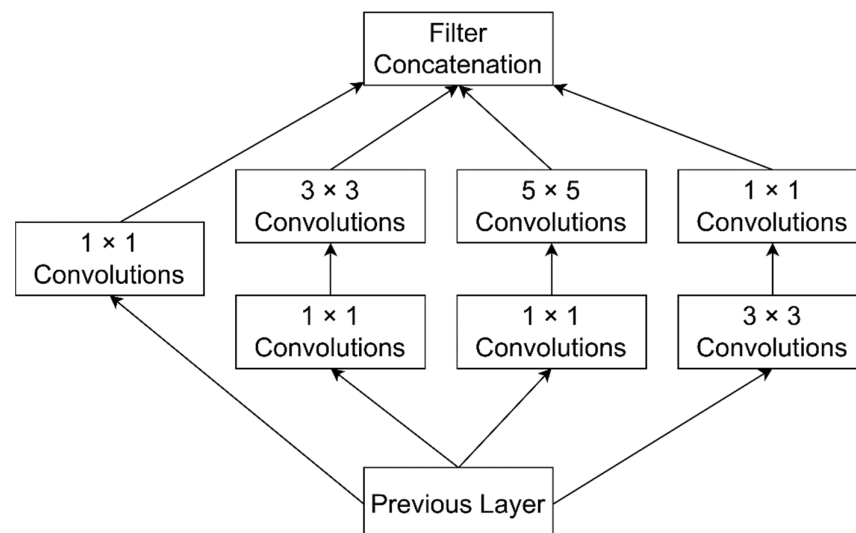 Filter
Concatenation
3 × 3
Convolutions
5 × 5
Convolutions
1 × 1
Convolutions
1 × 1
Convolutions
1 × 1
Convolutions
1 × 1
Convolutions
3 × 3
Convolutions
Previous Layer